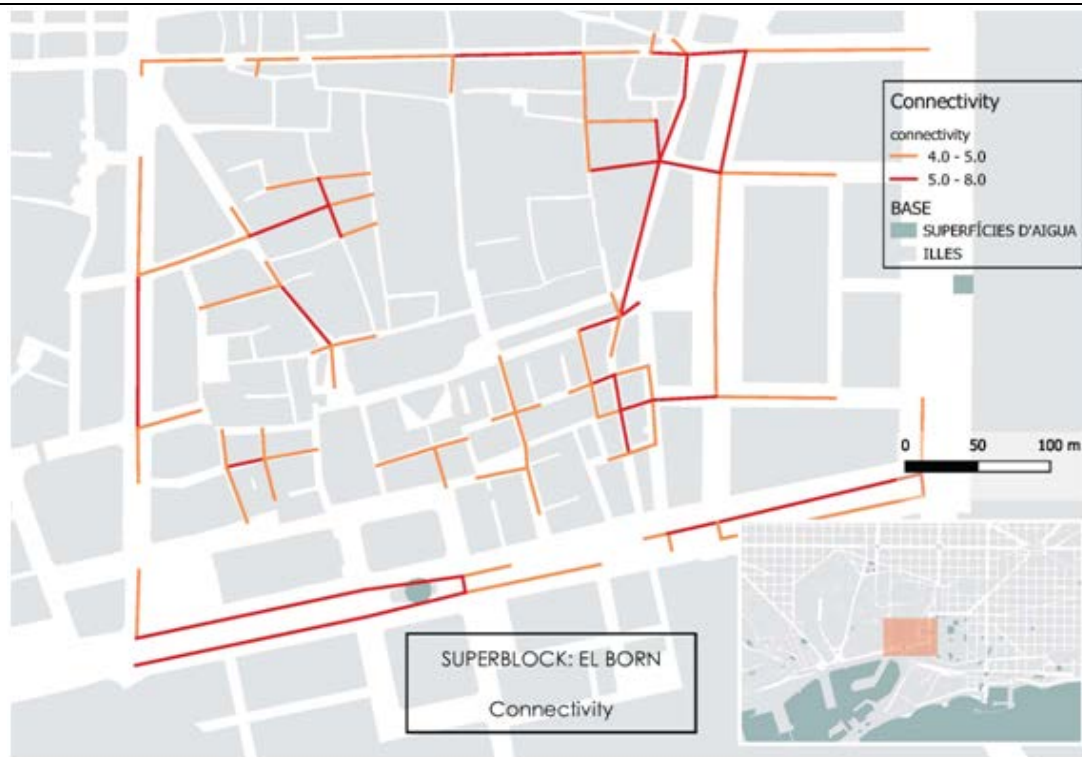 Connectivity
connectivity
4.0 - 5.0
5.0 - 8.0
BASE
SUPERFÍCIES D'AIGUA
ILLES
0 50 100 m
SUPERBLOCK: EL BORN
Connectivity